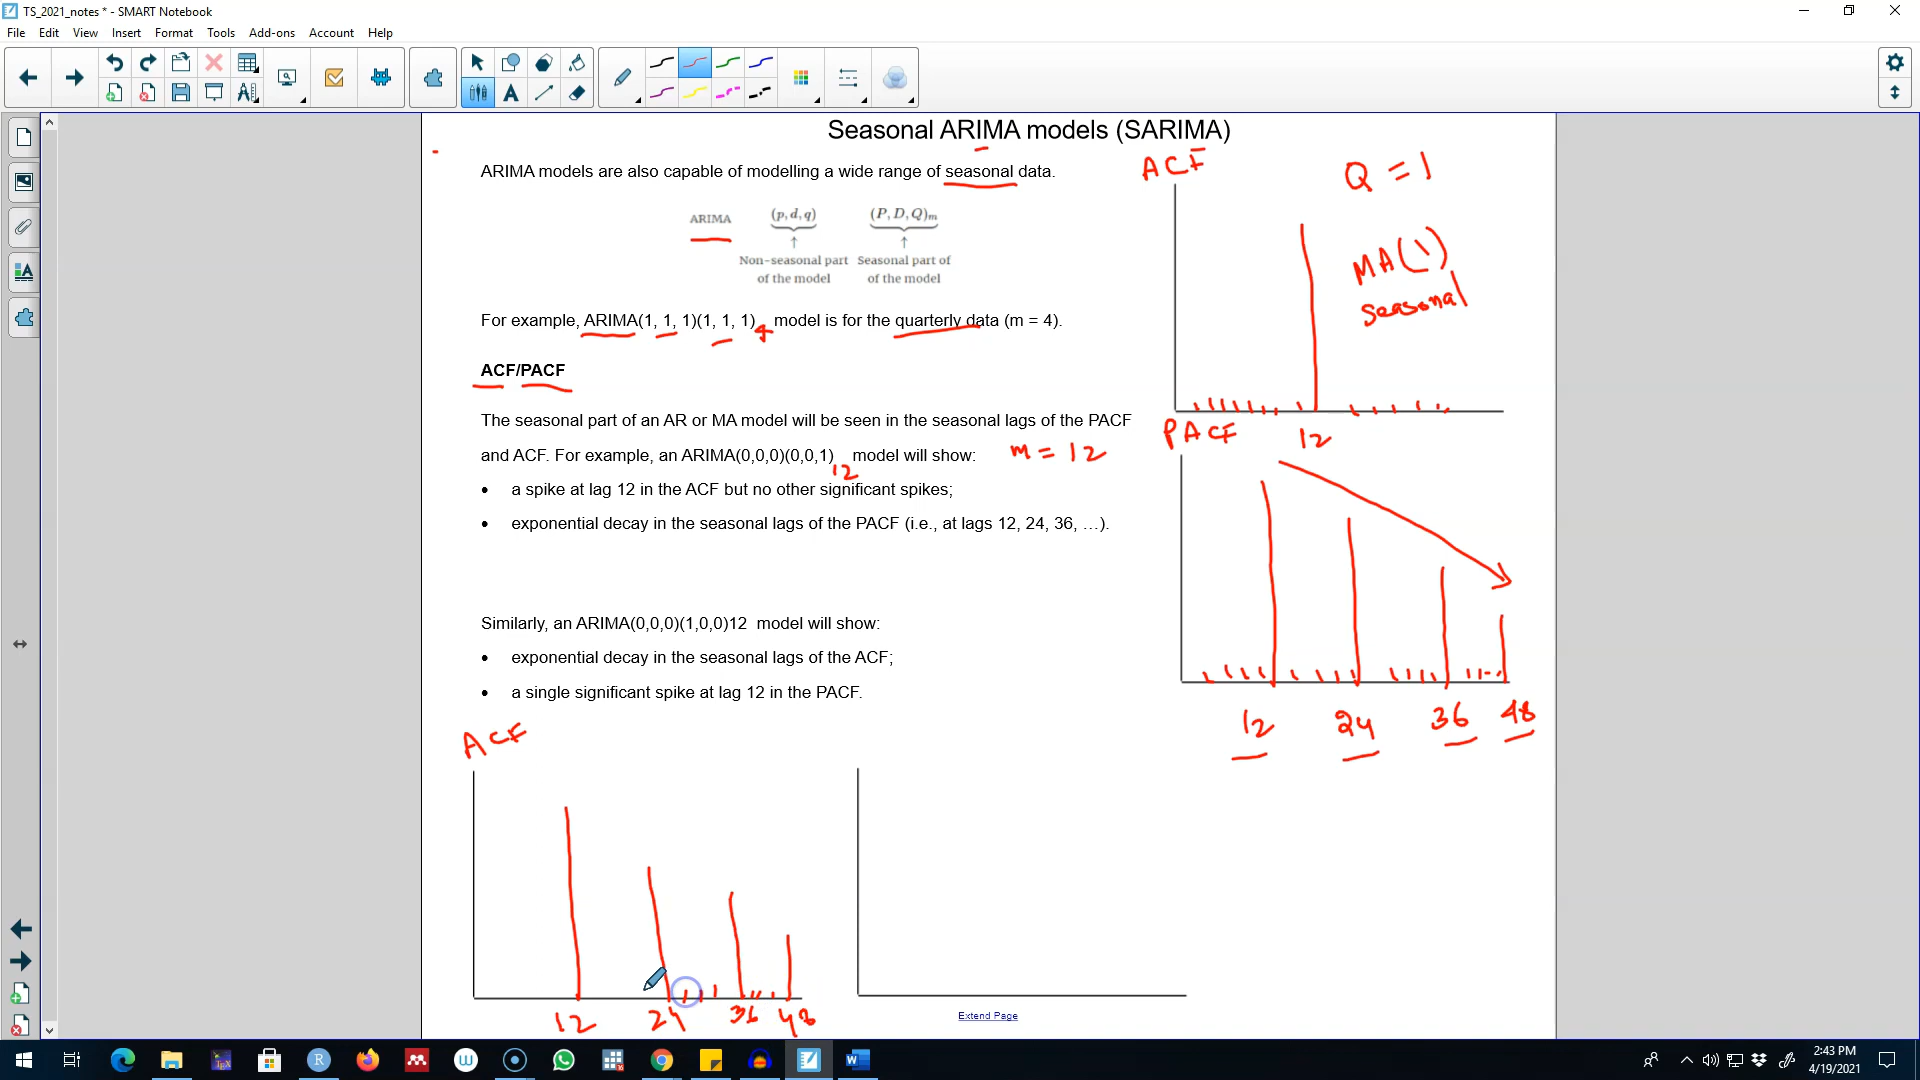 TS_2021_notes * - SMART Notebook
File Edit View Insert Format Tools Add-ons Account Help
Seasonal ARIMA models (SARIMA)
ARIMA models are also capable of modelling a wide range of seasonal data.
ARIMA (p, d, q) (P, D, Q)m
↑ ↑
Non-seasonal part Seasonal part of
of the model of the model
For example, ARIMA(1, 1, 1)(1, 1, 1) 4 model is for the quarterly data (m = 4).
ACF/PACF
The seasonal part of an AR or MA model will be seen in the seasonal lags of the PACF
and ACF. For example, an ARIMA(0,0,0)(0,0,1) 12 model will show: m = 12
• a spike at lag 12 in the ACF but no other significant spikes;
• exponential decay in the seasonal lags of the PACF (i.e., at lags 12, 24, 36, …).
Similarly, an ARIMA(0,0,0)(1,0,0)12 model will show:
• exponential decay in the seasonal lags of the ACF;
• a single significant spike at lag 12 in the PACF.
ACF
Q = 1
MA(1)
seasonal
12
PACF
12 24 36 48
ACF
12 24 36 48
Extend Page
2:43 PM
4/19/2021